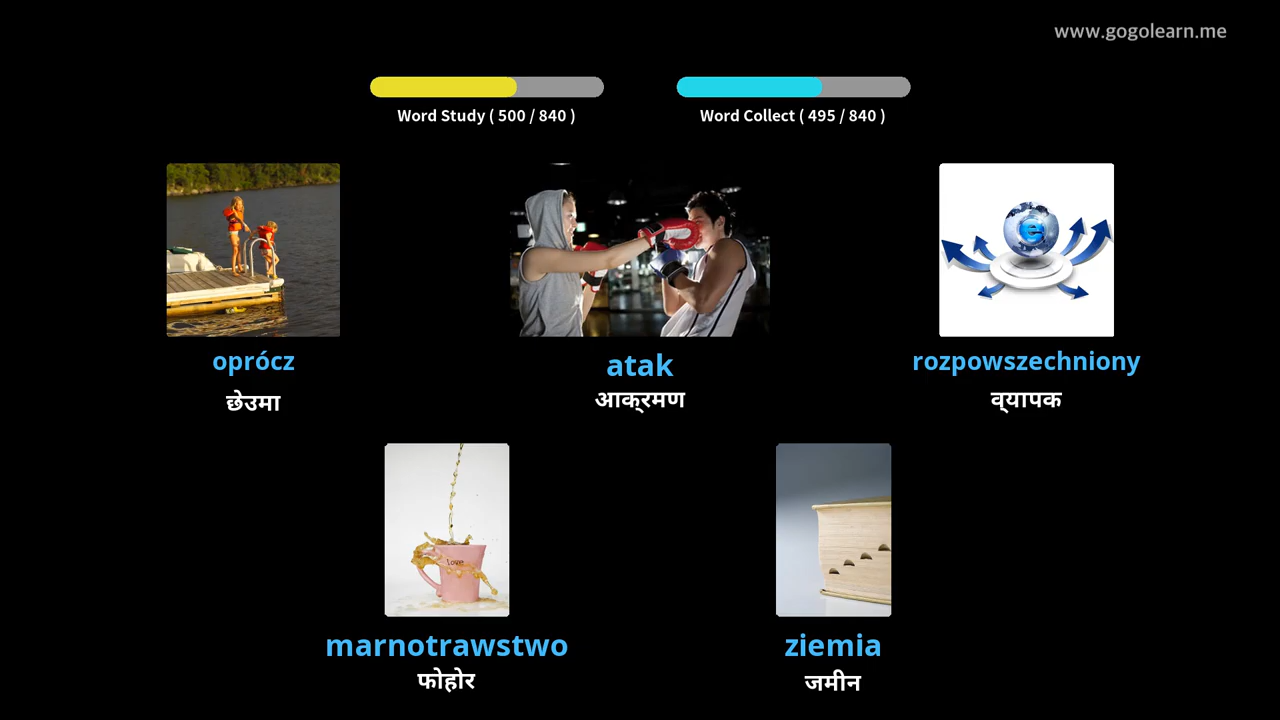 www.gogolearn.me
Word Study ( 500 / 840 )
Word Collect ( 495 / 840 )
oprócz
छेउमा
atak
आक्रमण
rozpowszechniony
व्यापक
love
marnotrawstwo
फोहोर
ziemia
जमीन